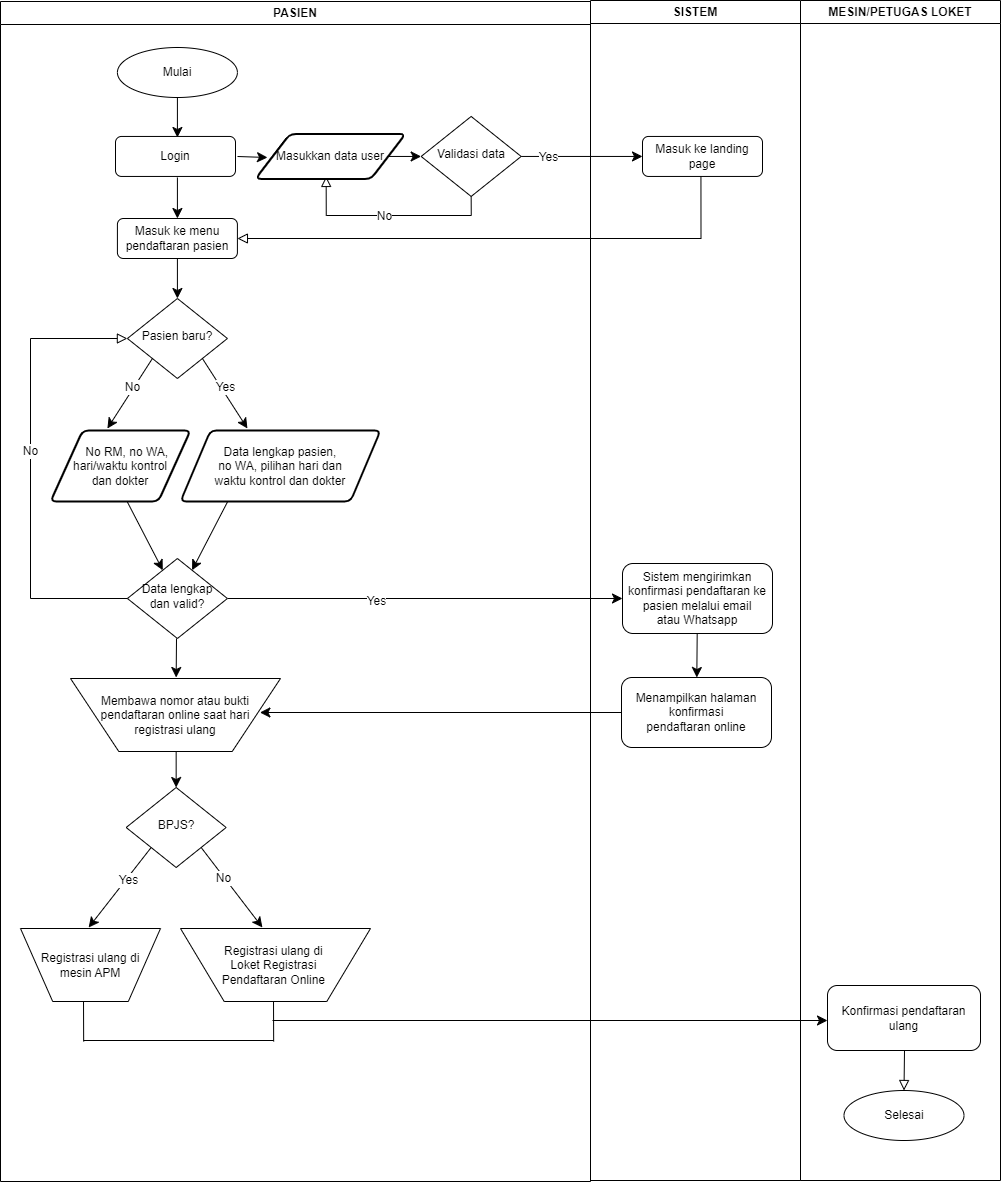 PASIEN
SISTEM
MESIN/PETUGAS LOKET
Mulai
Login
Masukkan data user
Validasi data
Yes
Masuk ke landing
page
No
Masuk ke menu
pendaftaran pasien
Pasien baru?
No
Yes
No
No RM, no WA,
hari/waktu kontrol
dan dokter
Data lengkap pasien,
no WA, pilihan hari dan
waktu kontrol dan dokter
Data lengkap
dan valid?
Yes
Sistem mengirimkan
konfirmasi pendaftaran ke
pasien melalui email
atau Whatsapp
Membawa nomor atau bukti
pendaftaran online saat hari
registrasi ulang
Menampilkan halaman
konfirmasi
pendaftaran online
BPJS?
Yes
No
Registrasi ulang di
mesin APM
Registrasi ulang di
Loket Registrasi
Pendaftaran Online
Konfirmasi pendaftaran
ulang
Selesai